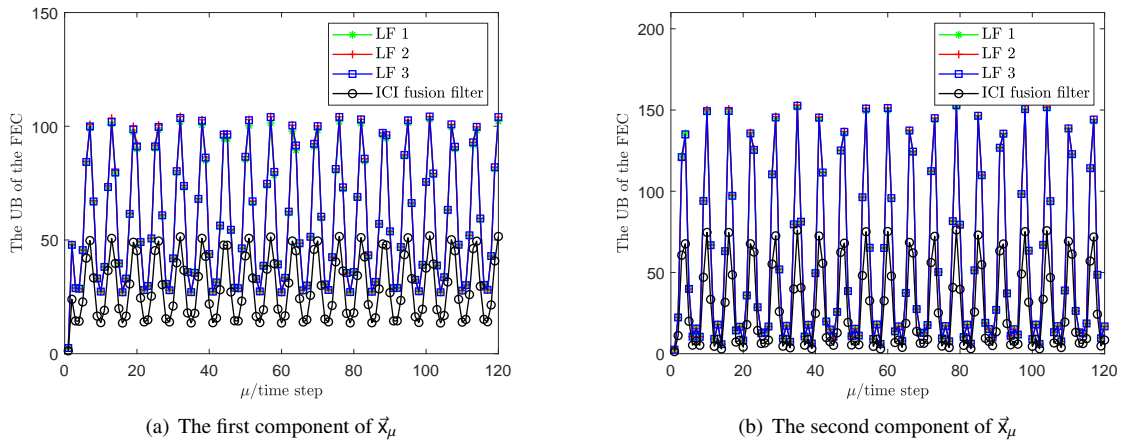 150
100
50
0
The UB of the FEC
LF 1
LF 2
LF 3
ICI fusion filter
0 20 40 60 80 100 120
μ/time step
(a) The first component of x⃗_μ
200
150
100
50
0
The UB of the FEC
LF 1
LF 2
LF 3
ICI fusion filter
0 20 40 60 80 100 120
μ/time step
(b) The second component of x⃗_μ